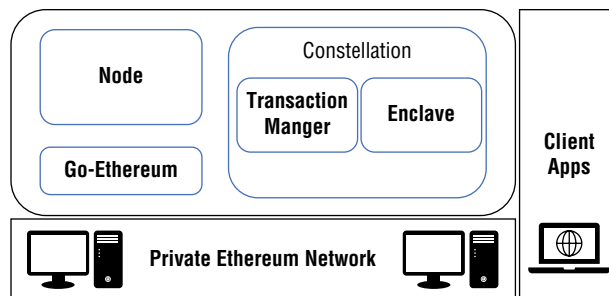 Node
Go-Ethereum
Constellation
Transaction
Manger
Enclave
Client
Apps
Private Ethereum Network